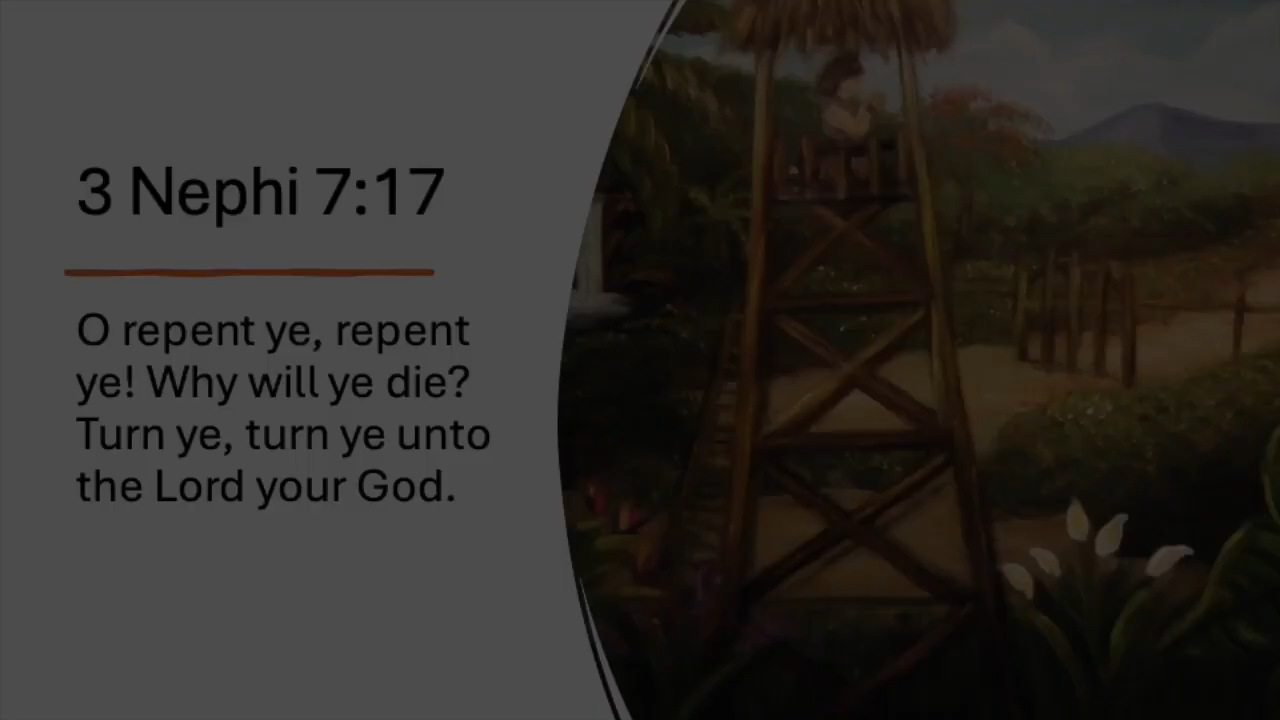 3 Nephi 7:17
O repent ye, repent
ye! Why will ye die?
Turn ye, turn ye unto
the Lord your God.